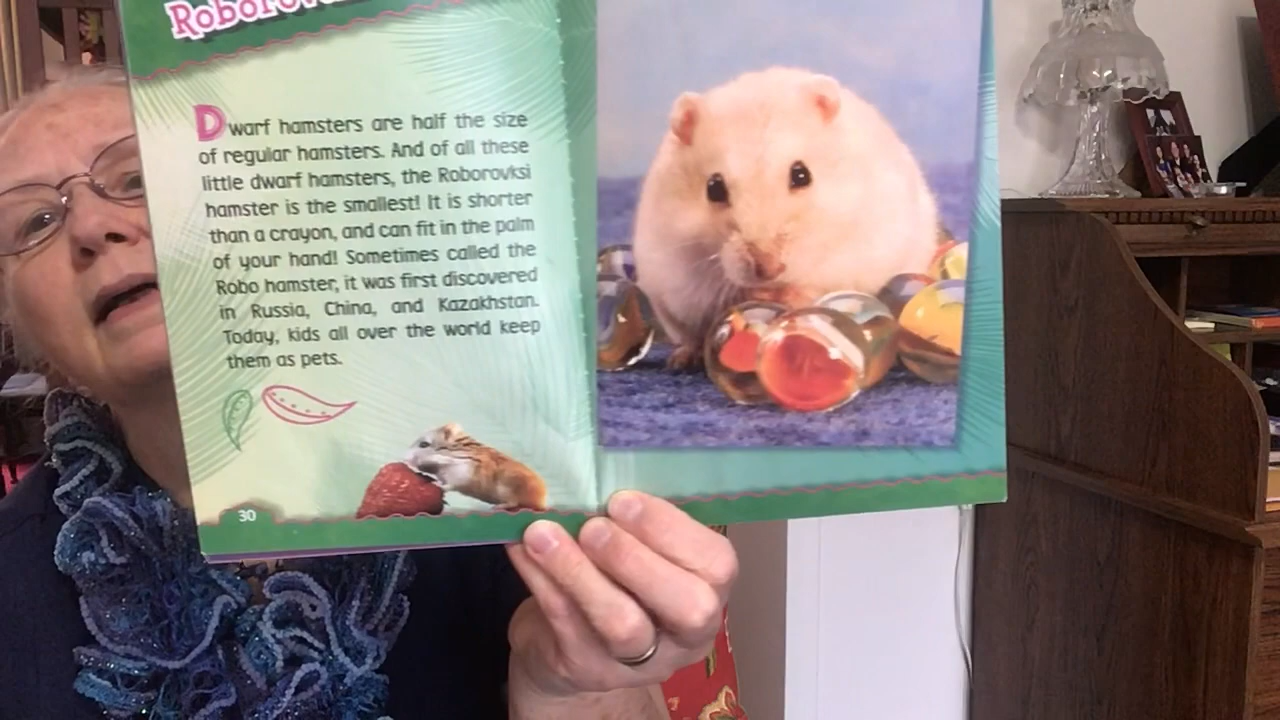 Dwarf hamsters are half the size
of regular hamsters. And of all these
little dwarf hamsters, the Roborovksi
hamster is the smallest! It is shorter
than a crayon, and can fit in the palm
of your hand! Sometimes called the
Robo hamster, it was first discovered
in Russia, China, and Kazakhstan.
Today, kids all over the world keep
them as pets.
30